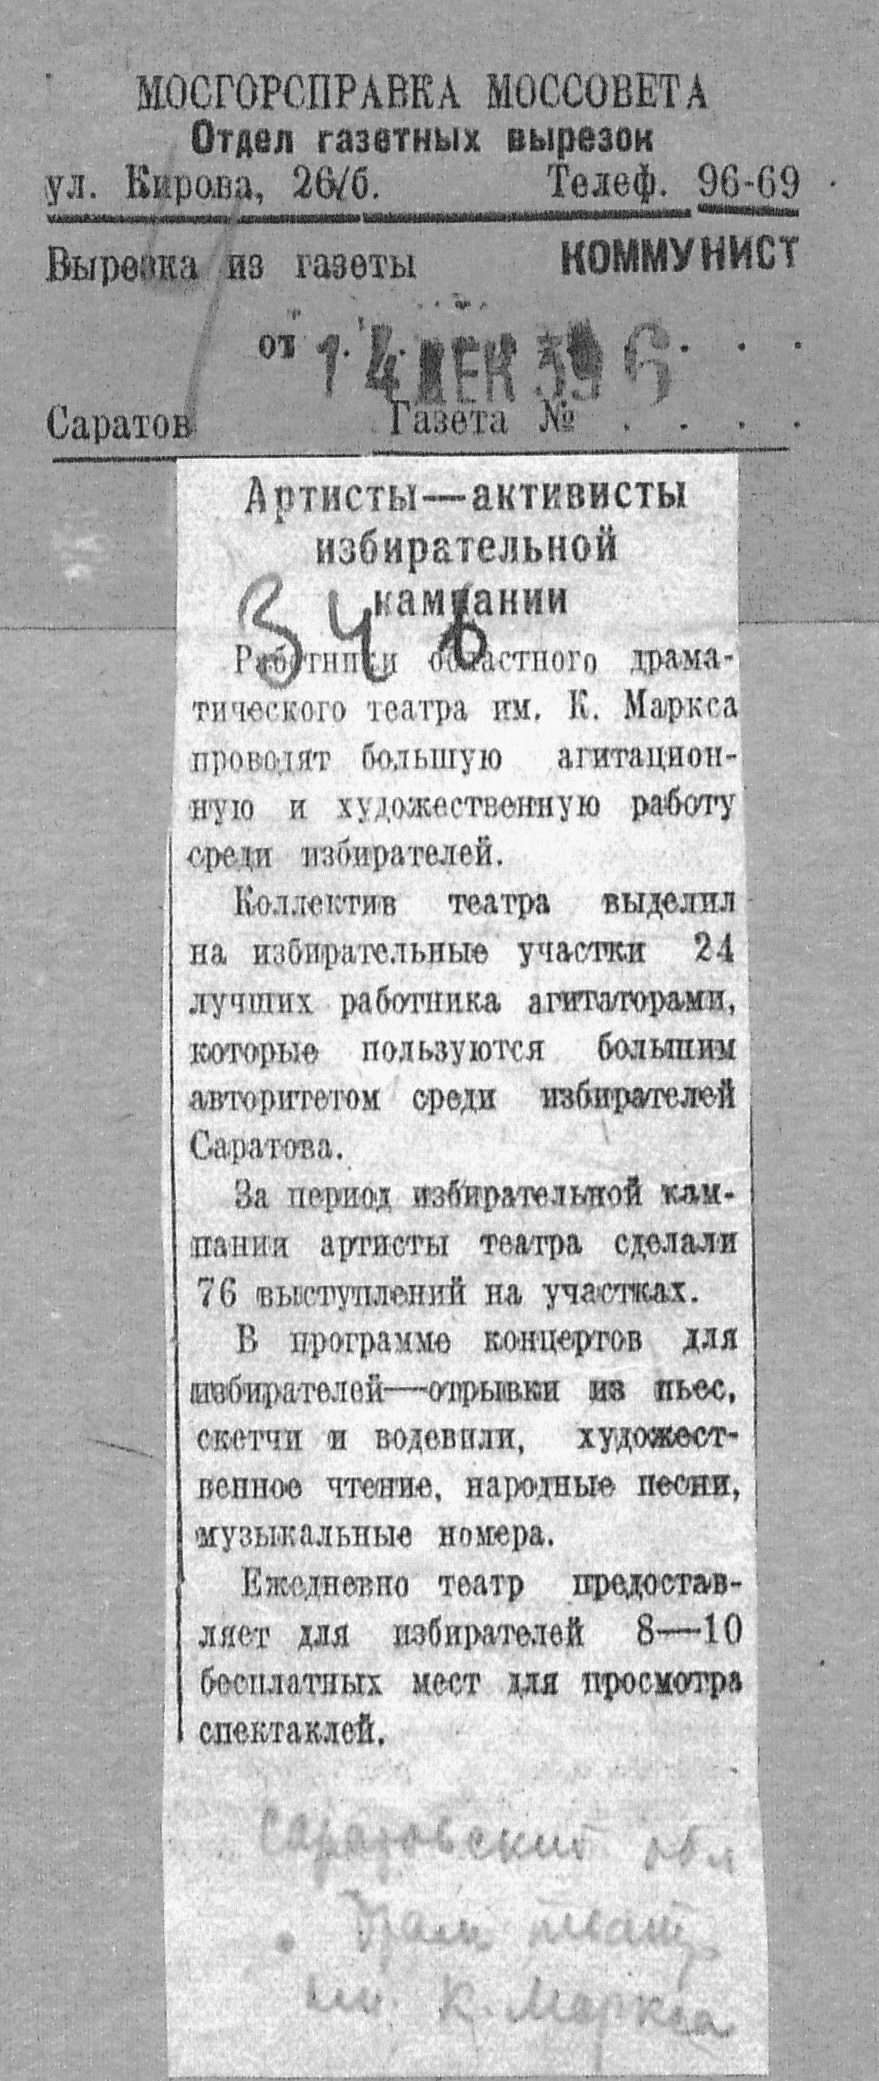 МОСГОРСПРАВКА МОССОВЕТА
Отдел газетных вырезок
ул. Кирова, 26/б. Телеф. 96-69
Вырезка из газеты КОММУНИСТ
от 14 ДЕК 39 6
Саратов Газета № . . . .
Артисты—активисты
избирательной
кампании
Работники областного драма-
тического театра им. К. Маркса
проводят большую агитацион-
ную и художественную работу
среди избирателей.
Коллектив театра выделил
на избирательные участки 24
лучших работника агитаторами,
которые пользуются большим
авторитетом среди избирателей
Саратова.
За период избирательной кам-
пании артисты театра сделали
76 выступлений на участках.
В программе концертов для
избирателей—отрывки из пьес,
скетчи и водевили, художест-
венное чтение, народные песни,
музыкальные номера.
Ежедневно театр предостав-
ляет для избирателей 8—10
бесплатных мест для просмотра
спектаклей.
Саратовский обл
Драм театр
им. К. Маркса